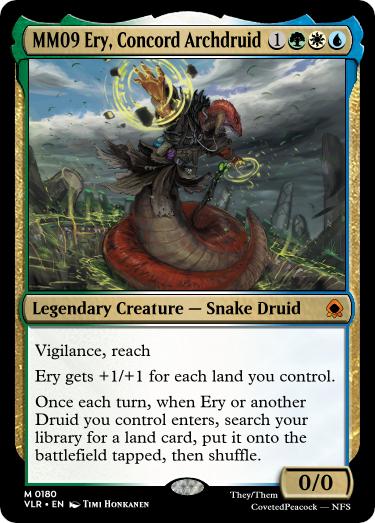 MM09 Ery, Concord Archdruid 1
Legendary Creature — Snake Druid
Vigilance, reach
Ery gets +1/+1 for each land you control.
Once each turn, when Ery or another
Druid you control enters, search your
library for a land card, put it onto the
battlefield tapped, then shuffle.
0/0
M 0180
VLR • EN Timi Honkanen
They/Them
CovetedPeacock — NFS